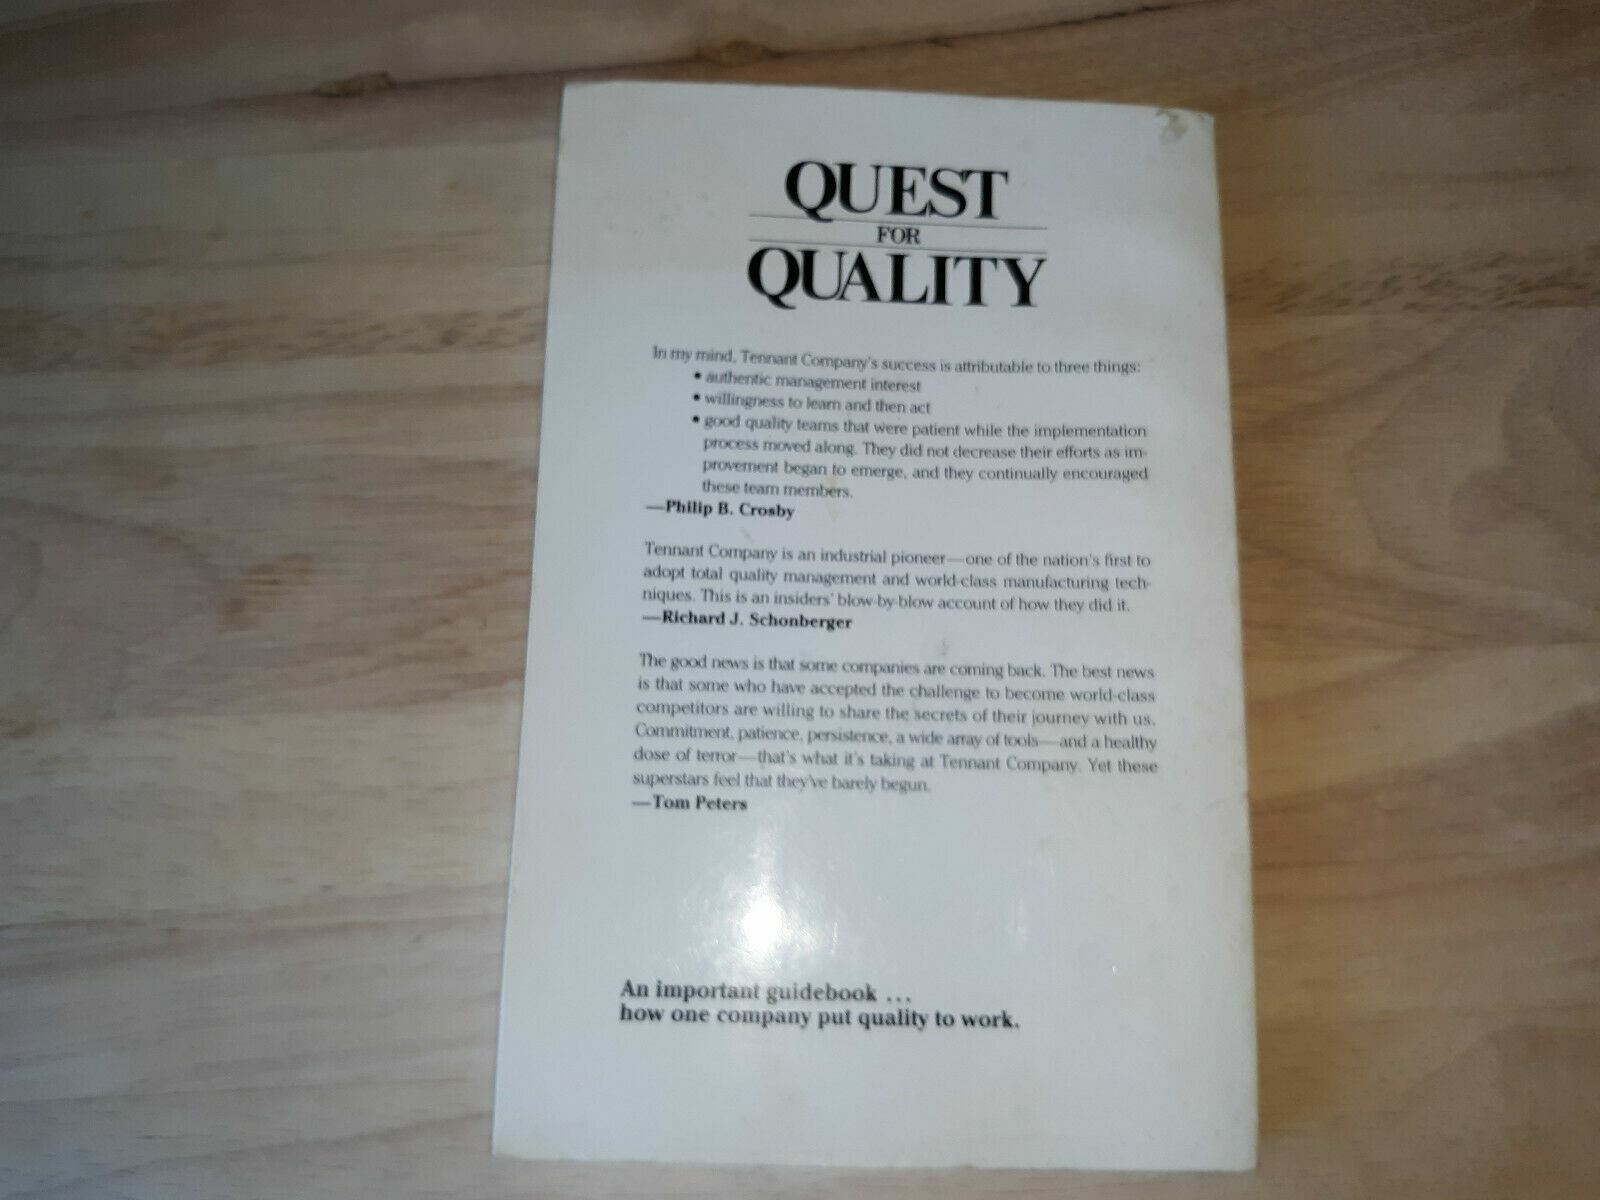 QUEST
FOR
QUALITY
In my mind, Tennant Company's success is attributable to three things:
• authentic management interest
• willingness to learn and then act
• good quality teams that were patient while the implementation
process moved along. They did not decrease their efforts as im-
provement began to emerge, and they continually encouraged
these team members.
—Philip B. Crosby
Tennant Company is an industrial pioneer—one of the nation's first to
adopt total quality management and world-class manufacturing tech-
niques. This is an insiders' blow-by-blow account of how they did it.
—Richard J. Schonberger
The good news is that some companies are coming back. The best news
is that some who have accepted the challenge to become world-class
competitors are willing to share the secrets of their journey with us.
Commitment, patience, persistence, a wide array of tools—and a healthy
dose of terror—that's what it's taking at Tennant Company. Yet these
superstars feel that they've barely begun.
—Tom Peters
An important guidebook ...
how one company put quality to work.